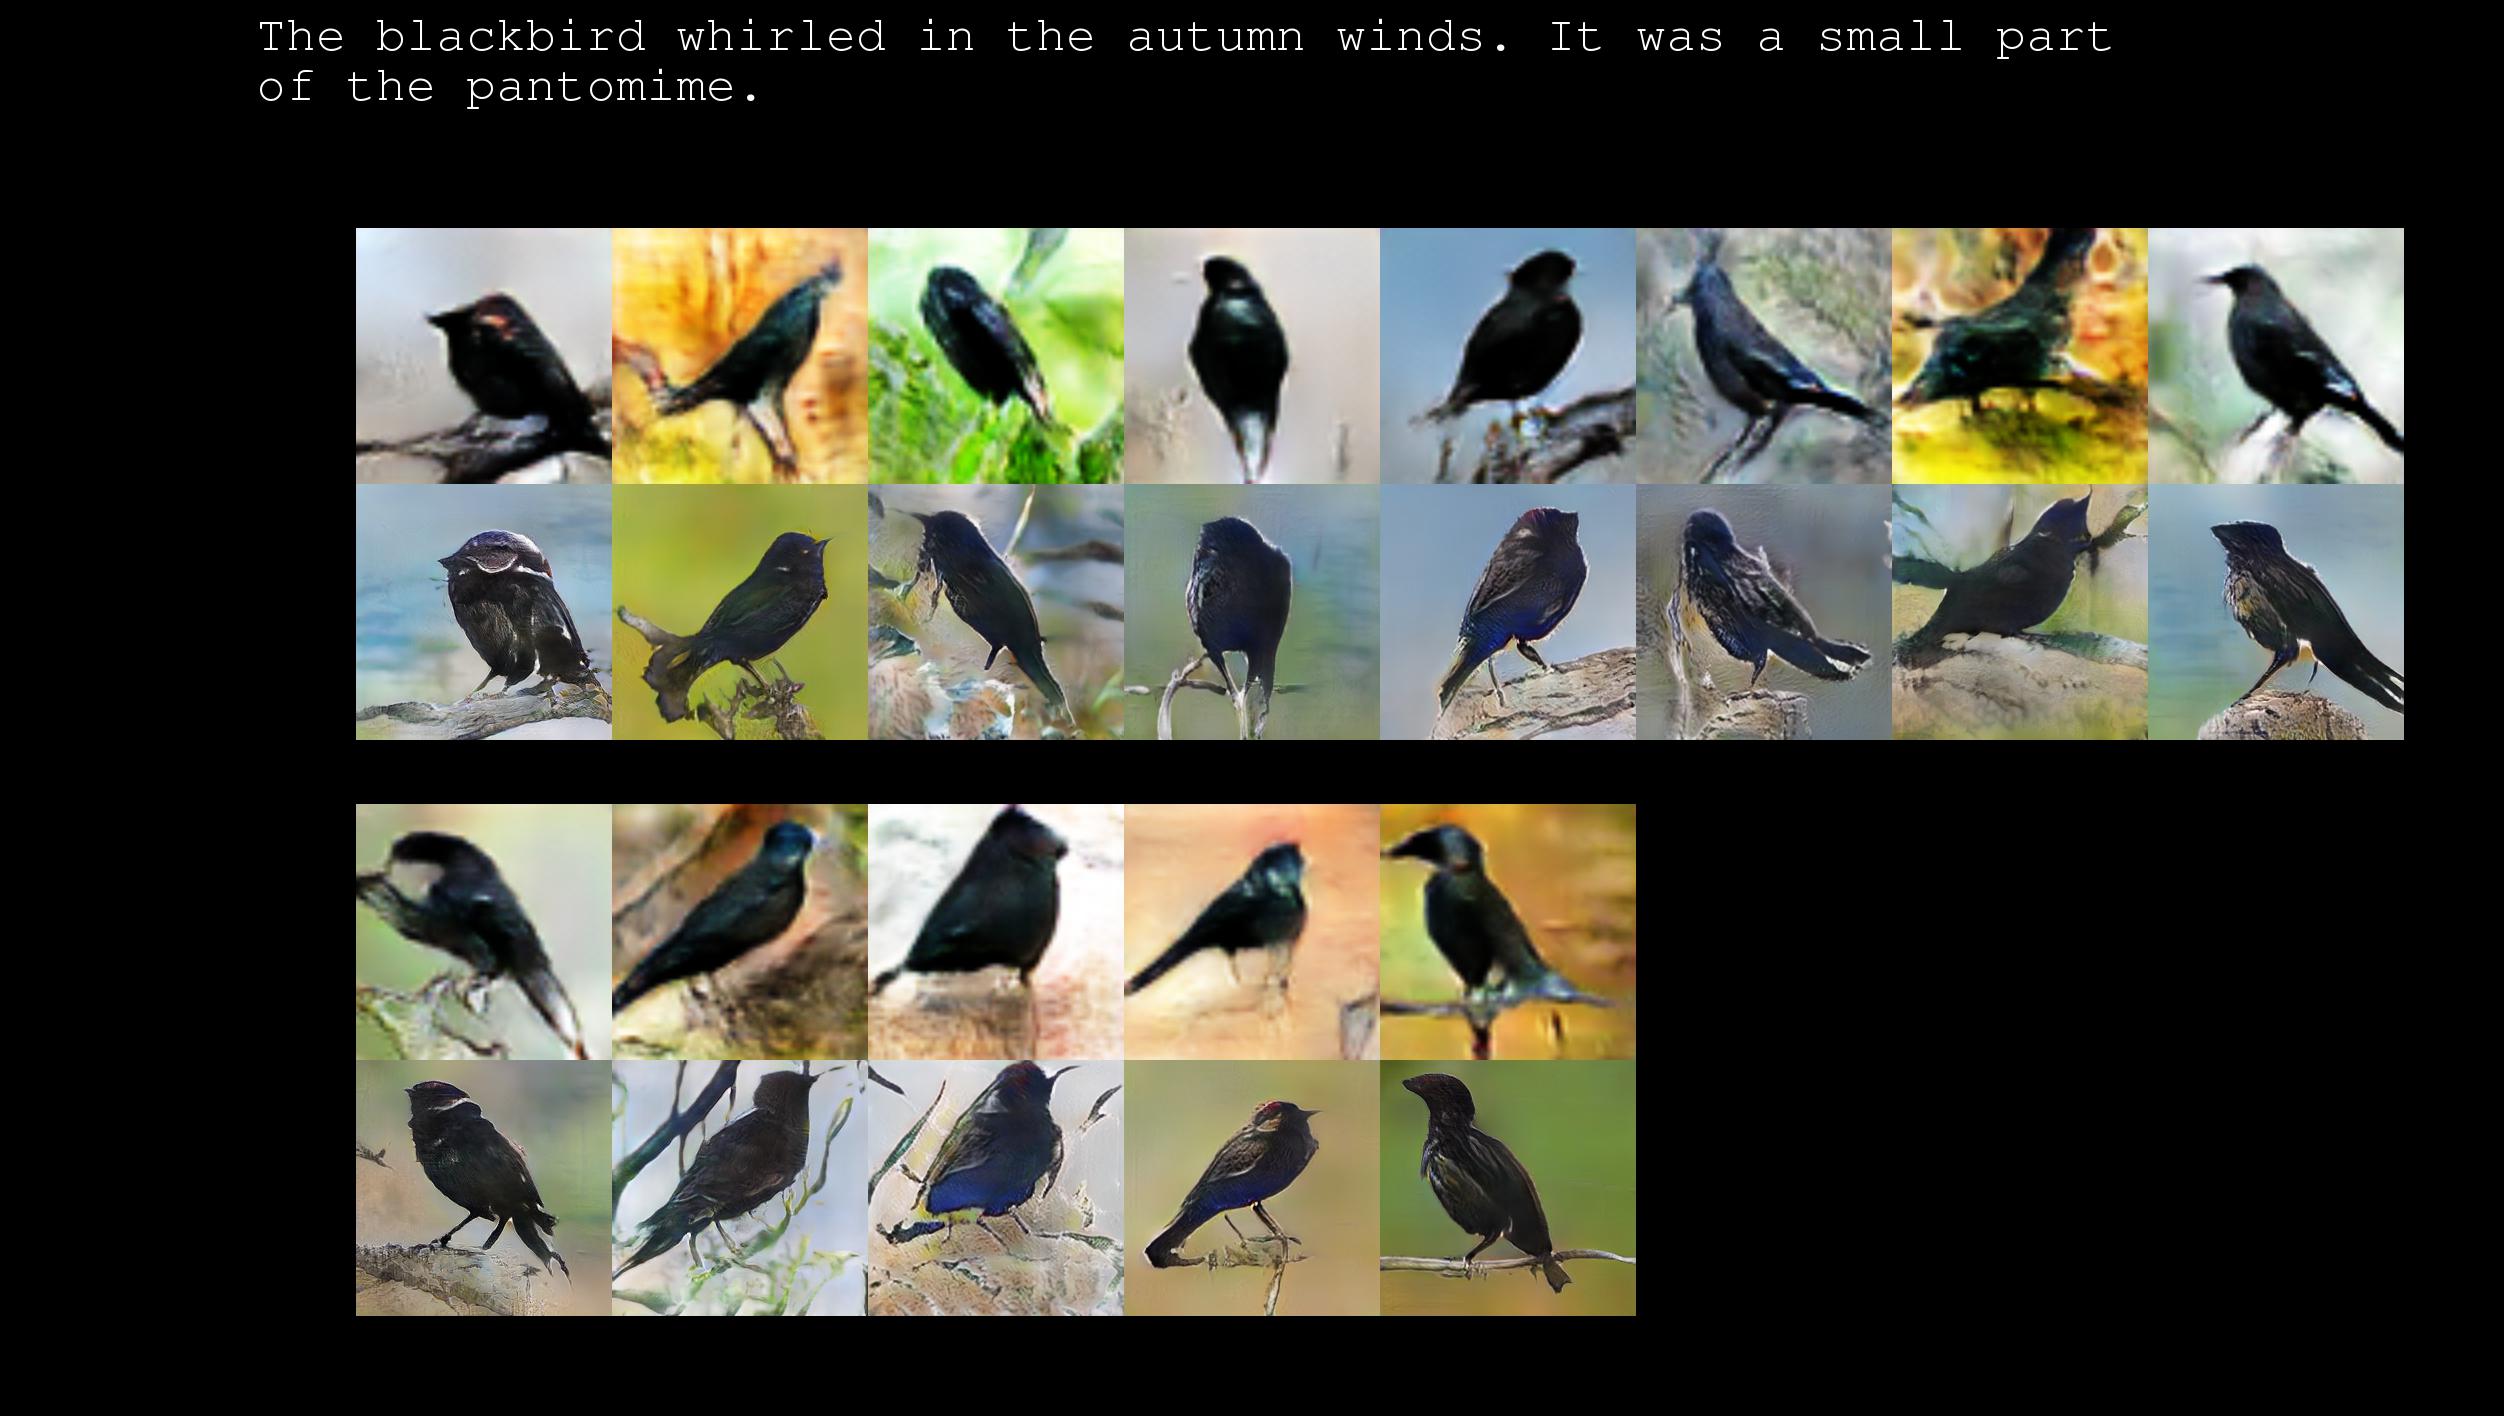 The blackbird whirled in the autumn winds. It was a small part
of the pantomime.